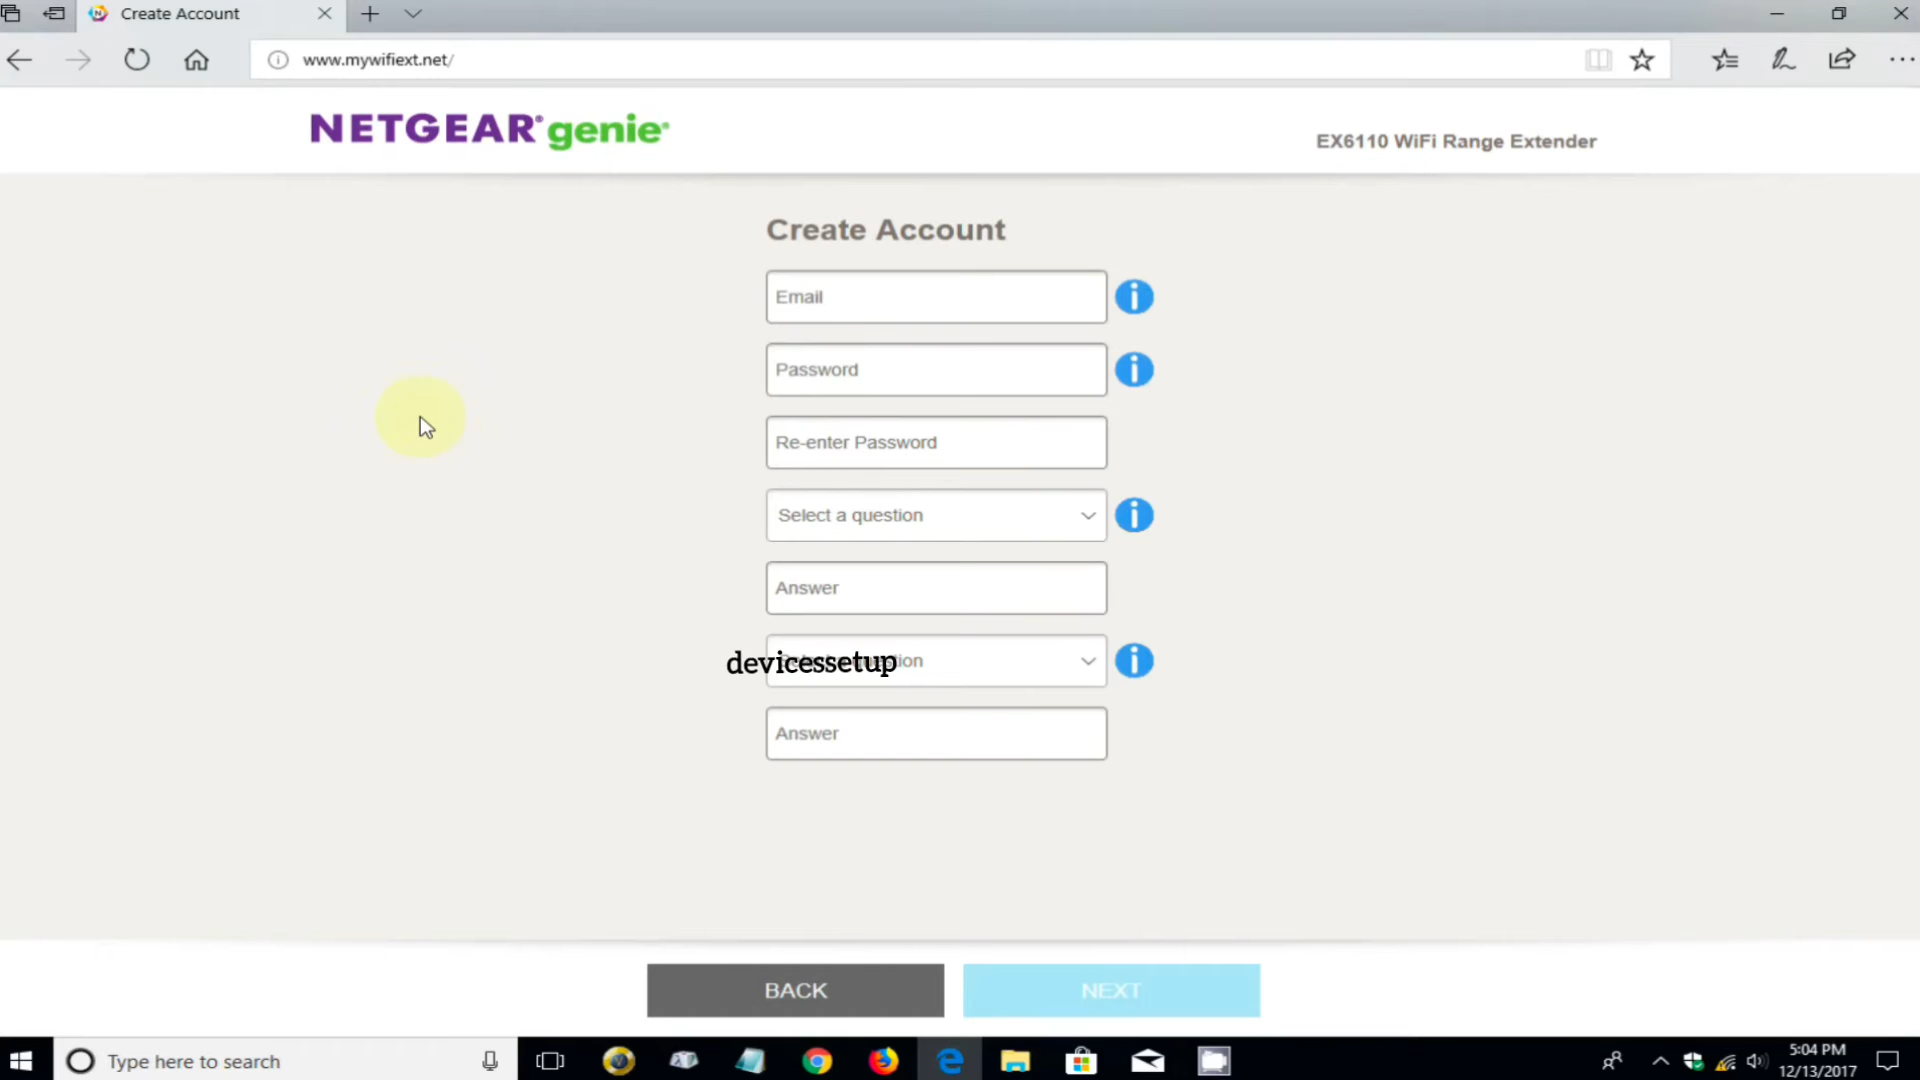 Create Account
www.mywifiext.net/
NETGEAR® genie®
EX6110 WiFi Range Extender
Create Account
Email
Password
Re-enter Password
Select a question
Answer
devicessetup
Answer
BACK
NEXT
Type here to search
5:04 PM
12/13/2017